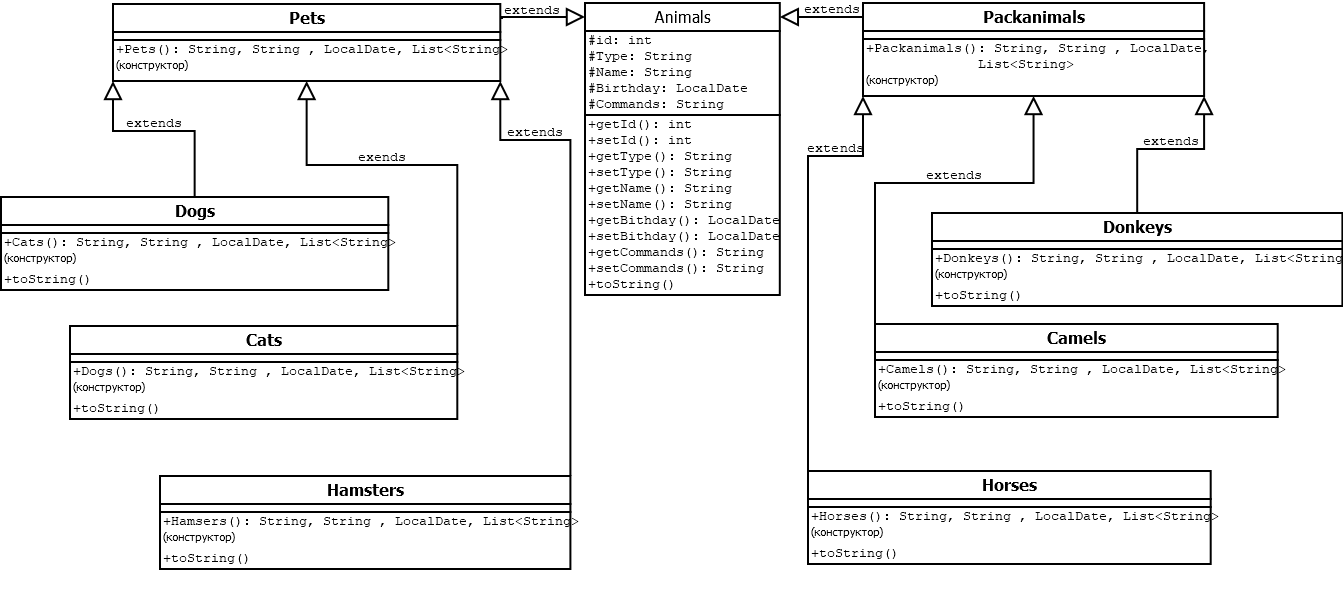 Pets
+Pets(): String, String , LocalDate, List<String>
(конструктор)
extends
Animals
#id: int
#Type: String
#Name: String
#Birthday: LocalDate
#Commands: String
+getId(): int
+setId(): int
+getType(): String
+setType(): String
+getName(): String
+setName(): String
+getBithday(): LocalDate
+setBithday(): LocalDate
+getCommands(): String
+setCommands(): String
+toString()
extends
Packanimals
+Packanimals(): String, String , LocalDate,
List<String>
(конструктор)
extends
exends
extends
extends
extends
extends
Dogs
+Cats(): String, String , LocalDate, List<String>
(конструктор)
+toString()
Donkeys
+Donkeys(): String, String , LocalDate, List<String
(конструктор)
+toString()
Cats
+Dogs(): String, String , LocalDate, List<String>
(конструктор)
+toString()
Camels
+Camels(): String, String , LocalDate, List<String>
(конструктор)
+toString()
Hamsters
+Hamsers(): String, String , LocalDate, List<String>
(конструктор)
+toString()
Horses
+Horses(): String, String , LocalDate, List<String>
(конструктор)
+toString()